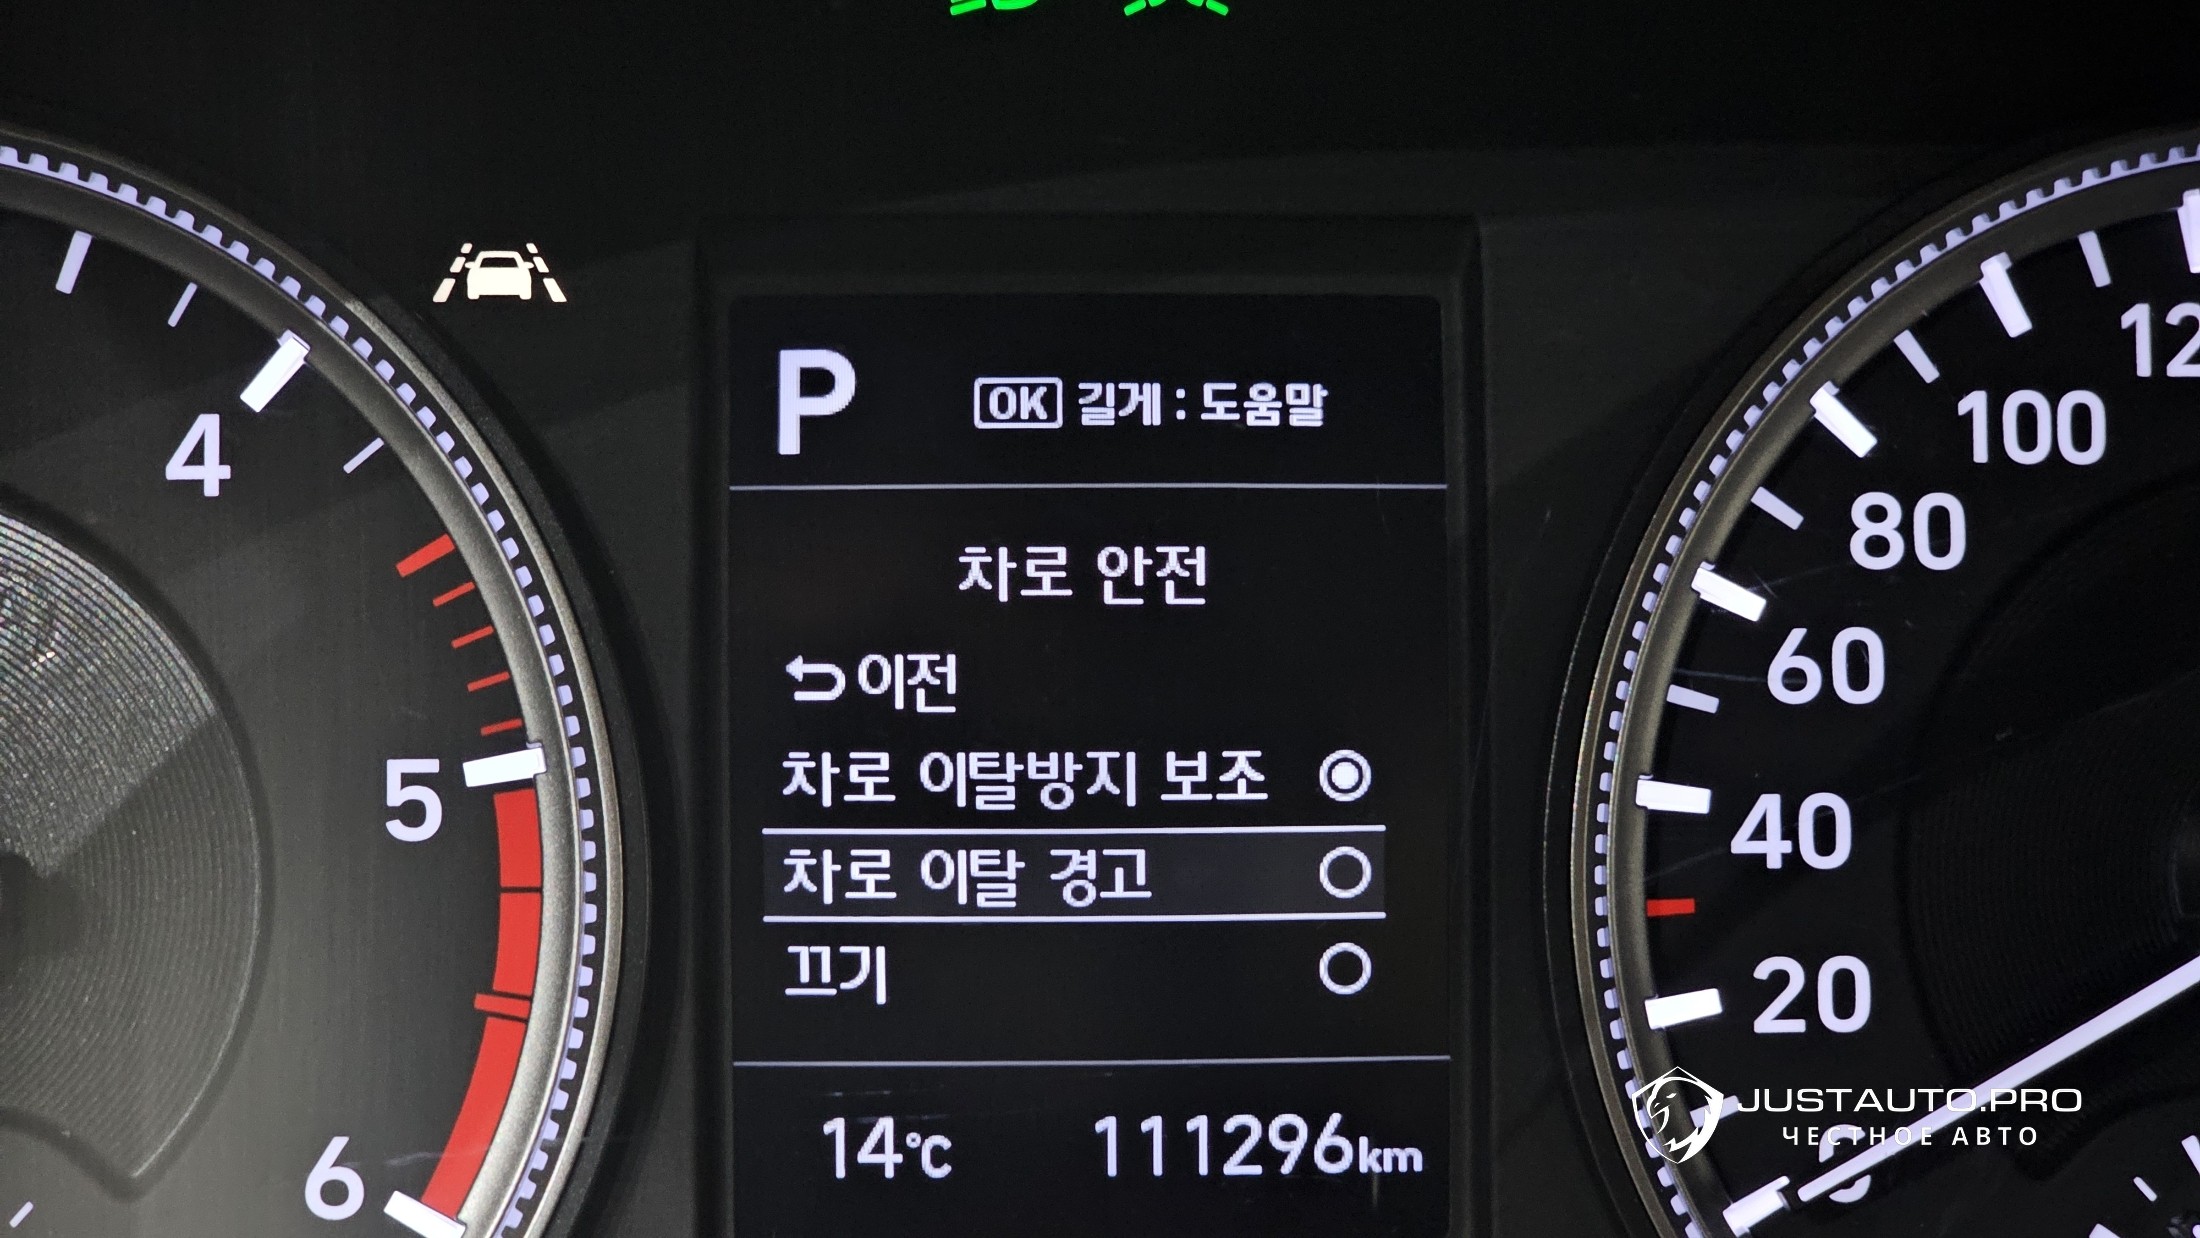 P
OK 길게 : 도움말
차로 안전
이전
차로 이탈방지 보조
차로 이탈 경고
끄기
14°C 111296km
4
5
6
120
100
80
60
40
20
0
JUSTAUTO.PRO
ЧЕСТНОЕ АВТО